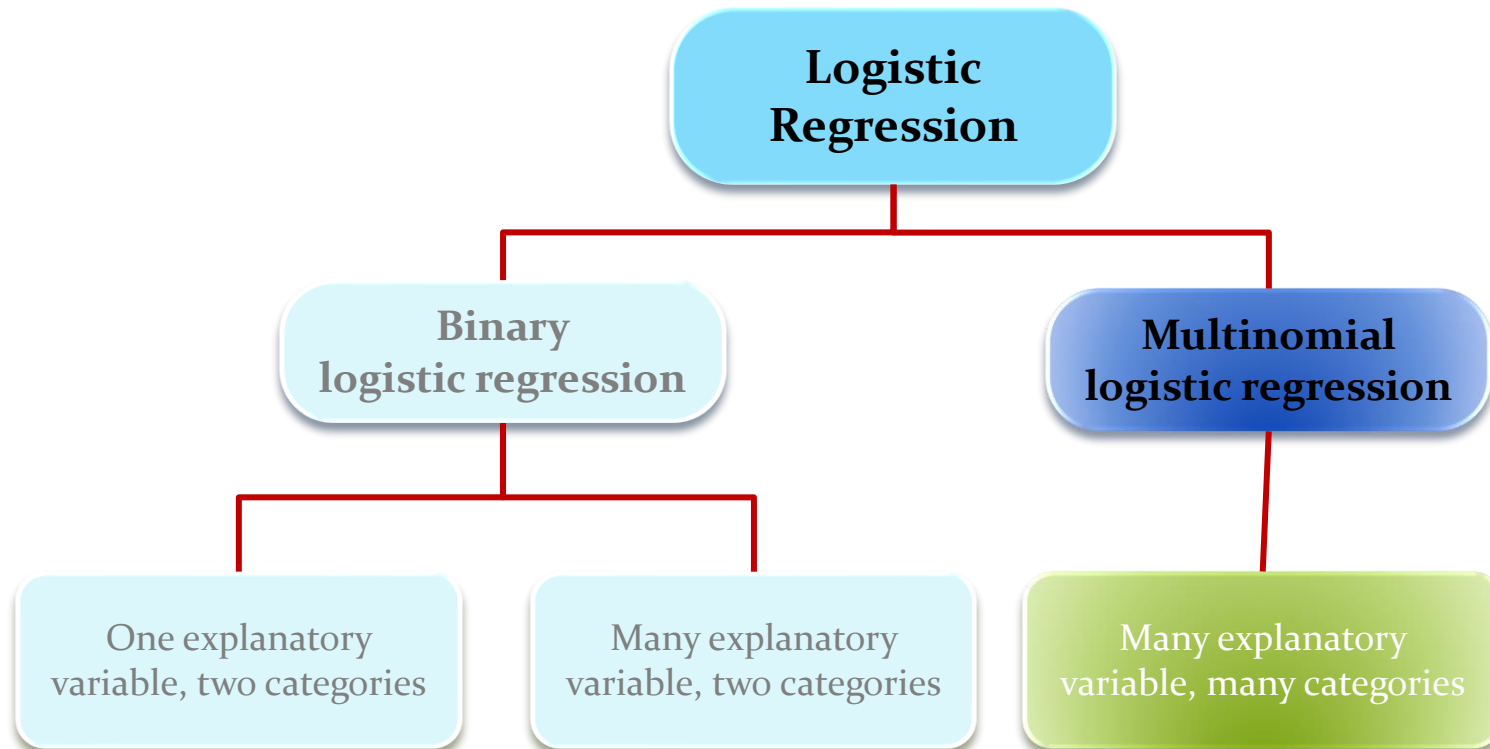 Logistic
Regression
Binary
logistic regression
Multinomial
logistic regression
One explanatory
variable, two categories
Many explanatory
variable, two categories
Many explanatory
variable, many categories